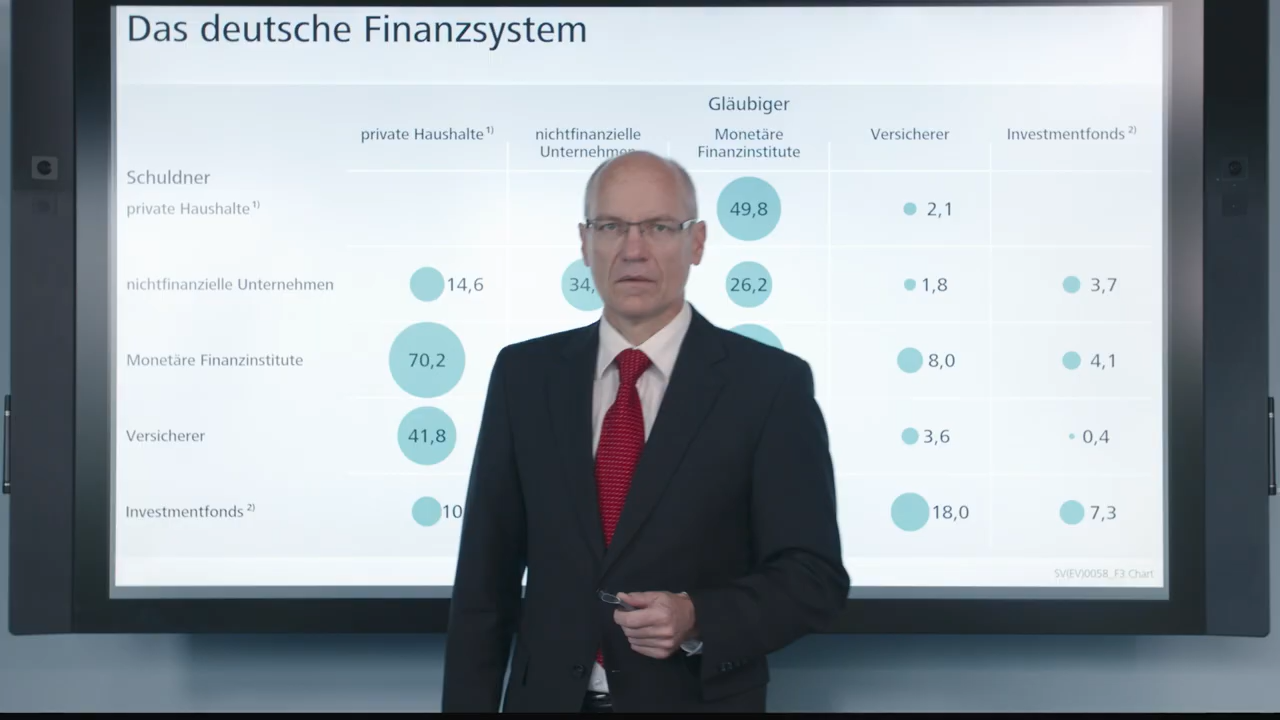 Das deutsche Finanzsystem
Gläubiger
private Haushalte 1) nichtfinanzielle Unternehmen Monetäre Finanzinstitute Versicherer Investmentfonds 2)
Schuldner
private Haushalte 1) 49,8 2,1
nichtfinanzielle Unternehmen 14,6 34, 26,2 1,8 3,7
Monetäre Finanzinstitute 70,2 8,0 4,1
Versicherer 41,8 3,6 0,4
Investmentfonds 2) 10 18,0 7,3
SV(EV)0058_F3.Chart